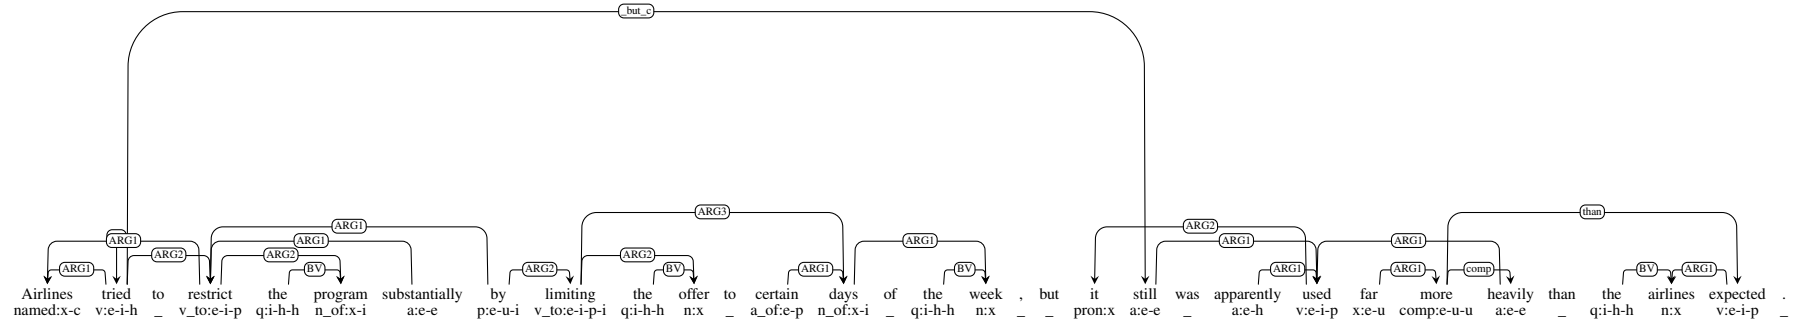 _but_c
ARG3 than
ARG1 ARG2
ARG1 ARG1 ARG1 ARG1 ARG1
ARG2 ARG2 ARG2
ARG1 BV ARG2 BV ARG1 BV ARG1 ARG1 comp BV ARG1
Airlines tried to restrict the program substantially by limiting the offer to certain days of the week , but it still was apparently used far more heavily than the airlines expected .
named:x-c v:e-i-h _ v_to:e-i-p q:i-h-h n_of:x-i a:e-e p:e-u-i v_to:e-i-p-i q:i-h-h n:x _ a_of:e-p n_of:x-i _ q:i-h-h n:x _ _ pron:x a:e-e _ a:e-h v:e-i-p x:e-u comp:e-u-u a:e-e _ q:i-h-h n:x v:e-i-p _